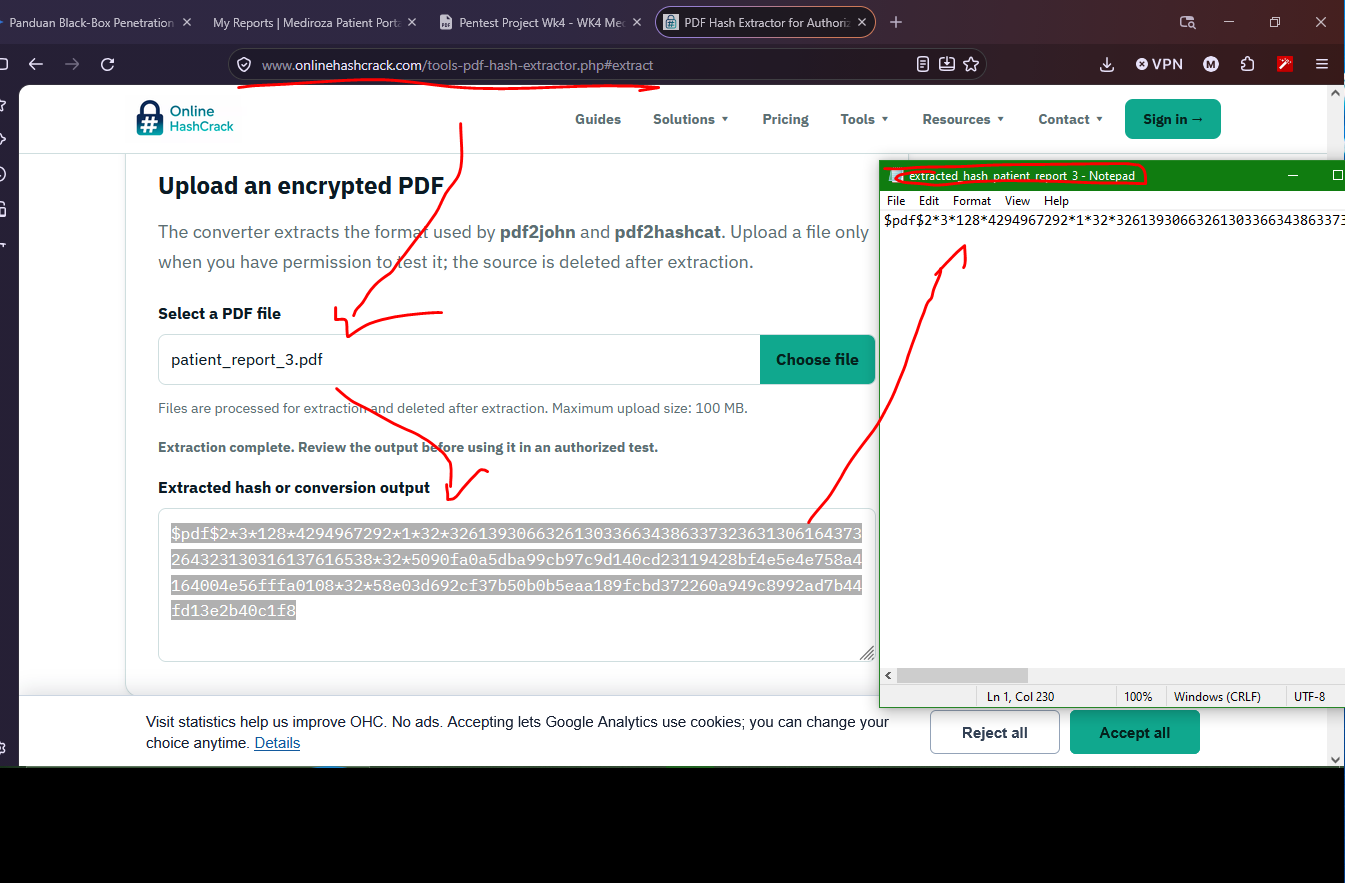 Panduan Black-Box Penetration
My Reports | Mediroza Patient Porta
Pentest Project Wk4 - WK4 Med
PDF Hash Extractor for Authoriz
VPN
www.onlinehashcrack.com/tools-pdf-hash-extractor.php#extract
Online
HashCrack
Guides
Solutions
Pricing
Tools
Resources
Contact
Sign in →
Upload an encrypted PDF
The converter extracts the format used by pdf2john and pdf2hashcat. Upload a file only
when you have permission to test it; the source is deleted after extraction.
Select a PDF file
patient_report_3.pdf
Choose file
Files are processed for extraction and deleted after extraction. Maximum upload size: 100 MB.
Extraction complete. Review the output before using it in an authorized test.
Extracted hash or conversion output
$pdf$2*3*128*4294967292*1*32*3261393066326130336634386337323631306164373
264323130316137616538*32*5090fa0a5dba99cb97c9d140cd23119428bf4e5e4e758a4
164004e56fffa0108*32*58e03d692cf37b50b0b5eaa189fcbd372260a949c8992ad7b44
fd13e2b40c1f8
extracted_hash_patient_report_3 - Notepad
File Edit Format View Help
$pdf$2*3*128*4294967292*1*32*32613930663261303366343863373
Ln 1, Col 230
100%
Windows (CRLF)
UTF-8
Visit statistics help us improve OHC. No ads. Accepting lets Google Analytics use cookies; you can change your
choice anytime. Details
Reject all
Accept all